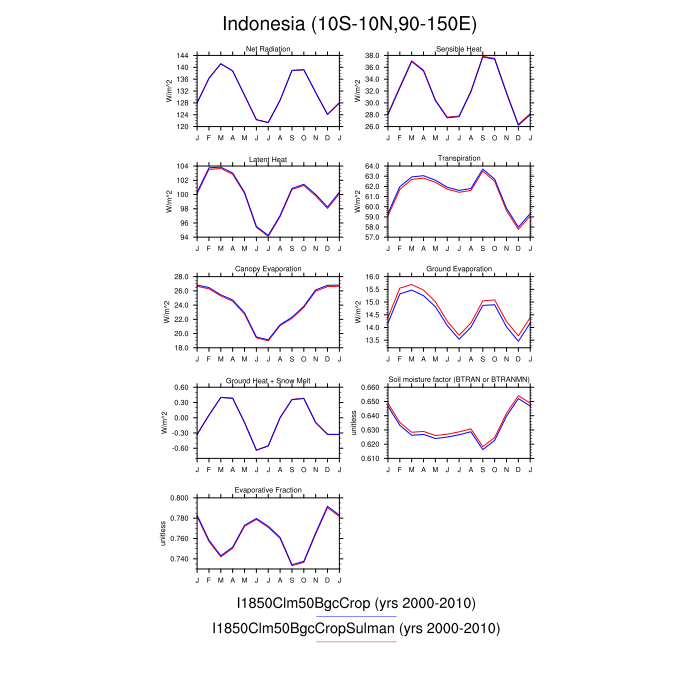 Indonesia (10S-10N,90-150E)
Net Radiation
W/m^2
144
140
136
132
128
124
120
J F M A M J J A S O N D J
Sensible Heat
W/m^2
38.0
36.0
34.0
32.0
30.0
28.0
26.0
J F M A M J J A S O N D J
Latent Heat
W/m^2
104
102
100
98
96
94
J F M A M J J A S O N D J
Transpiration
W/m^2
64.0
63.0
62.0
61.0
60.0
59.0
58.0
57.0
J F M A M J J A S O N D J
Canopy Evaporation
W/m^2
28.0
26.0
24.0
22.0
20.0
18.0
J F M A M J J A S O N D J
Ground Evaporation
W/m^2
16.0
15.5
15.0
14.5
14.0
13.5
J F M A M J J A S O N D J
Ground Heat + Snow Melt
W/m^2
0.60
0.30
0.00
-0.30
-0.60
J F M A M J J A S O N D J
Soil moisture factor (BTRAN or BTRANMN)
unitless
0.660
0.650
0.640
0.630
0.620
0.610
J F M A M J J A S O N D J
Evaporative Fraction
unitless
0.800
0.780
0.760
0.740
J F M A M J J A S O N D J
I1850Clm50BgcCrop (yrs 2000-2010)
I1850Clm50BgcCropSulman (yrs 2000-2010)